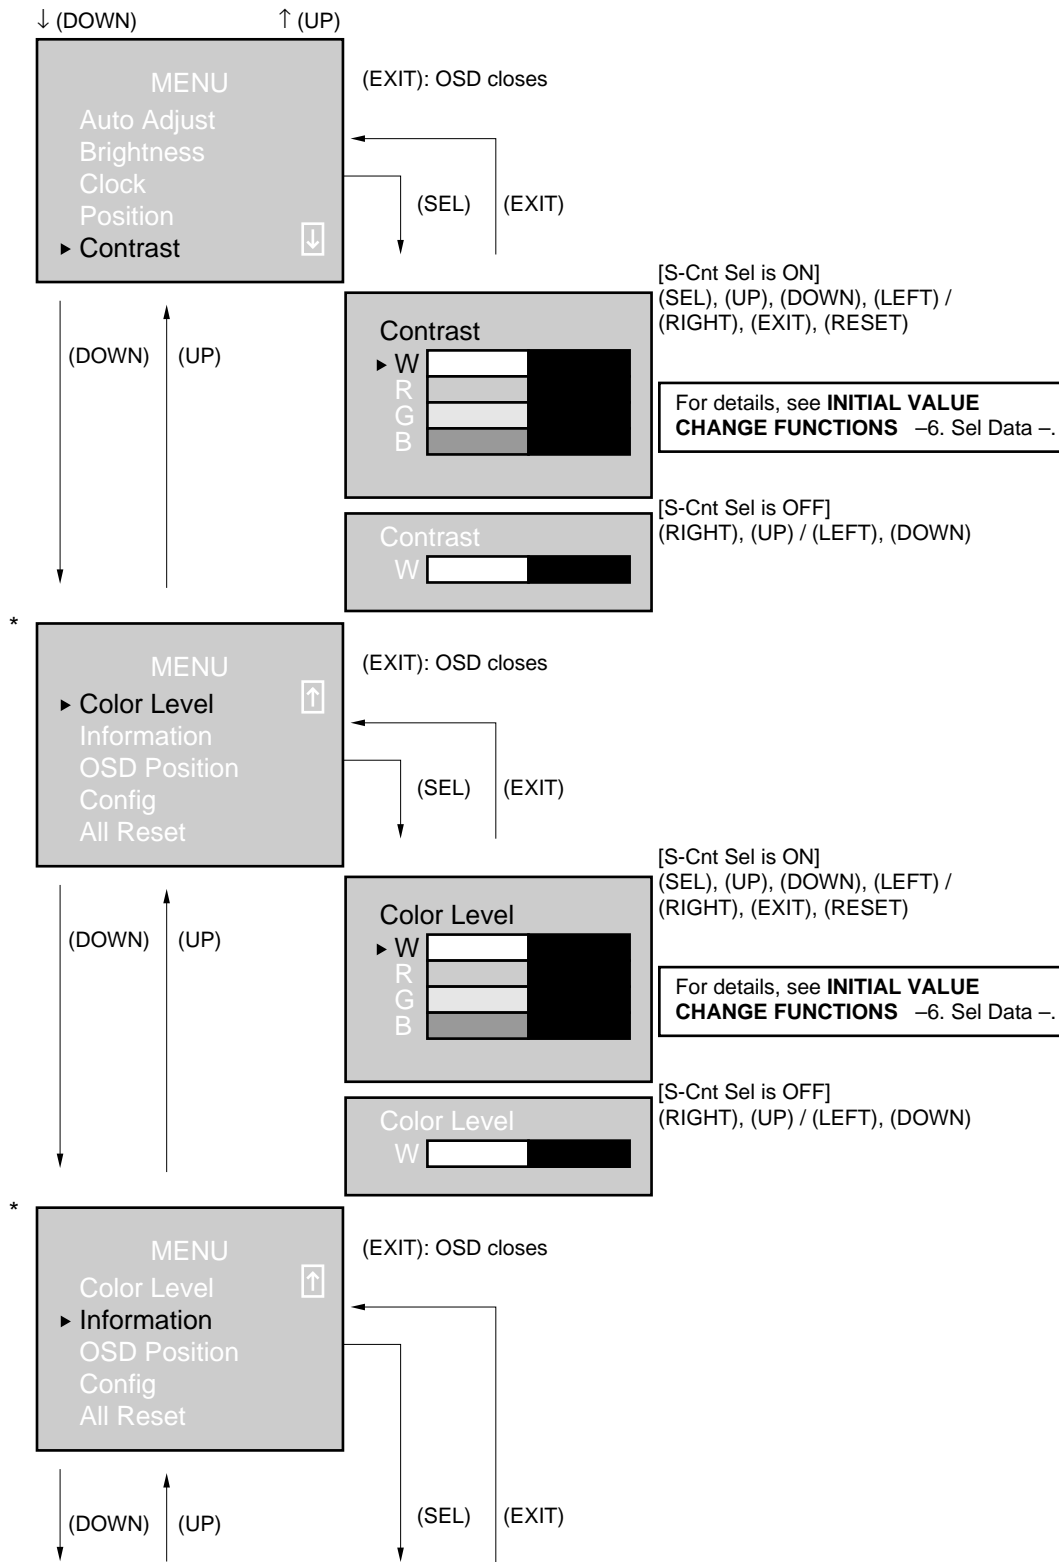 ↓ (DOWN) ↑ (UP)
MENU
Auto Adjust
Brightness
Clock
Position
▸ Contrast ↓
(EXIT): OSD closes
(SEL) (EXIT)
(DOWN) (UP)
Contrast
▸ W
R
G
B
[S-Cnt Sel is ON]
(SEL), (UP), (DOWN), (LEFT) /
(RIGHT), (EXIT), (RESET)
For details, see INITIAL VALUE
CHANGE FUNCTIONS –6. Sel Data –.
Contrast
W
[S-Cnt Sel is OFF]
(RIGHT), (UP) / (LEFT), (DOWN)
*
MENU
▸ Color Level ↑
Information
OSD Position
Config
All Reset
(EXIT): OSD closes
(SEL) (EXIT)
(DOWN) (UP)
Color Level
▸ W
R
G
B
[S-Cnt Sel is ON]
(SEL), (UP), (DOWN), (LEFT) /
(RIGHT), (EXIT), (RESET)
For details, see INITIAL VALUE
CHANGE FUNCTIONS –6. Sel Data –.
Color Level
W
[S-Cnt Sel is OFF]
(RIGHT), (UP) / (LEFT), (DOWN)
*
MENU
Color Level ↑
▸ Information
OSD Position
Config
All Reset
(EXIT): OSD closes
(DOWN) (UP)
(SEL) (EXIT)